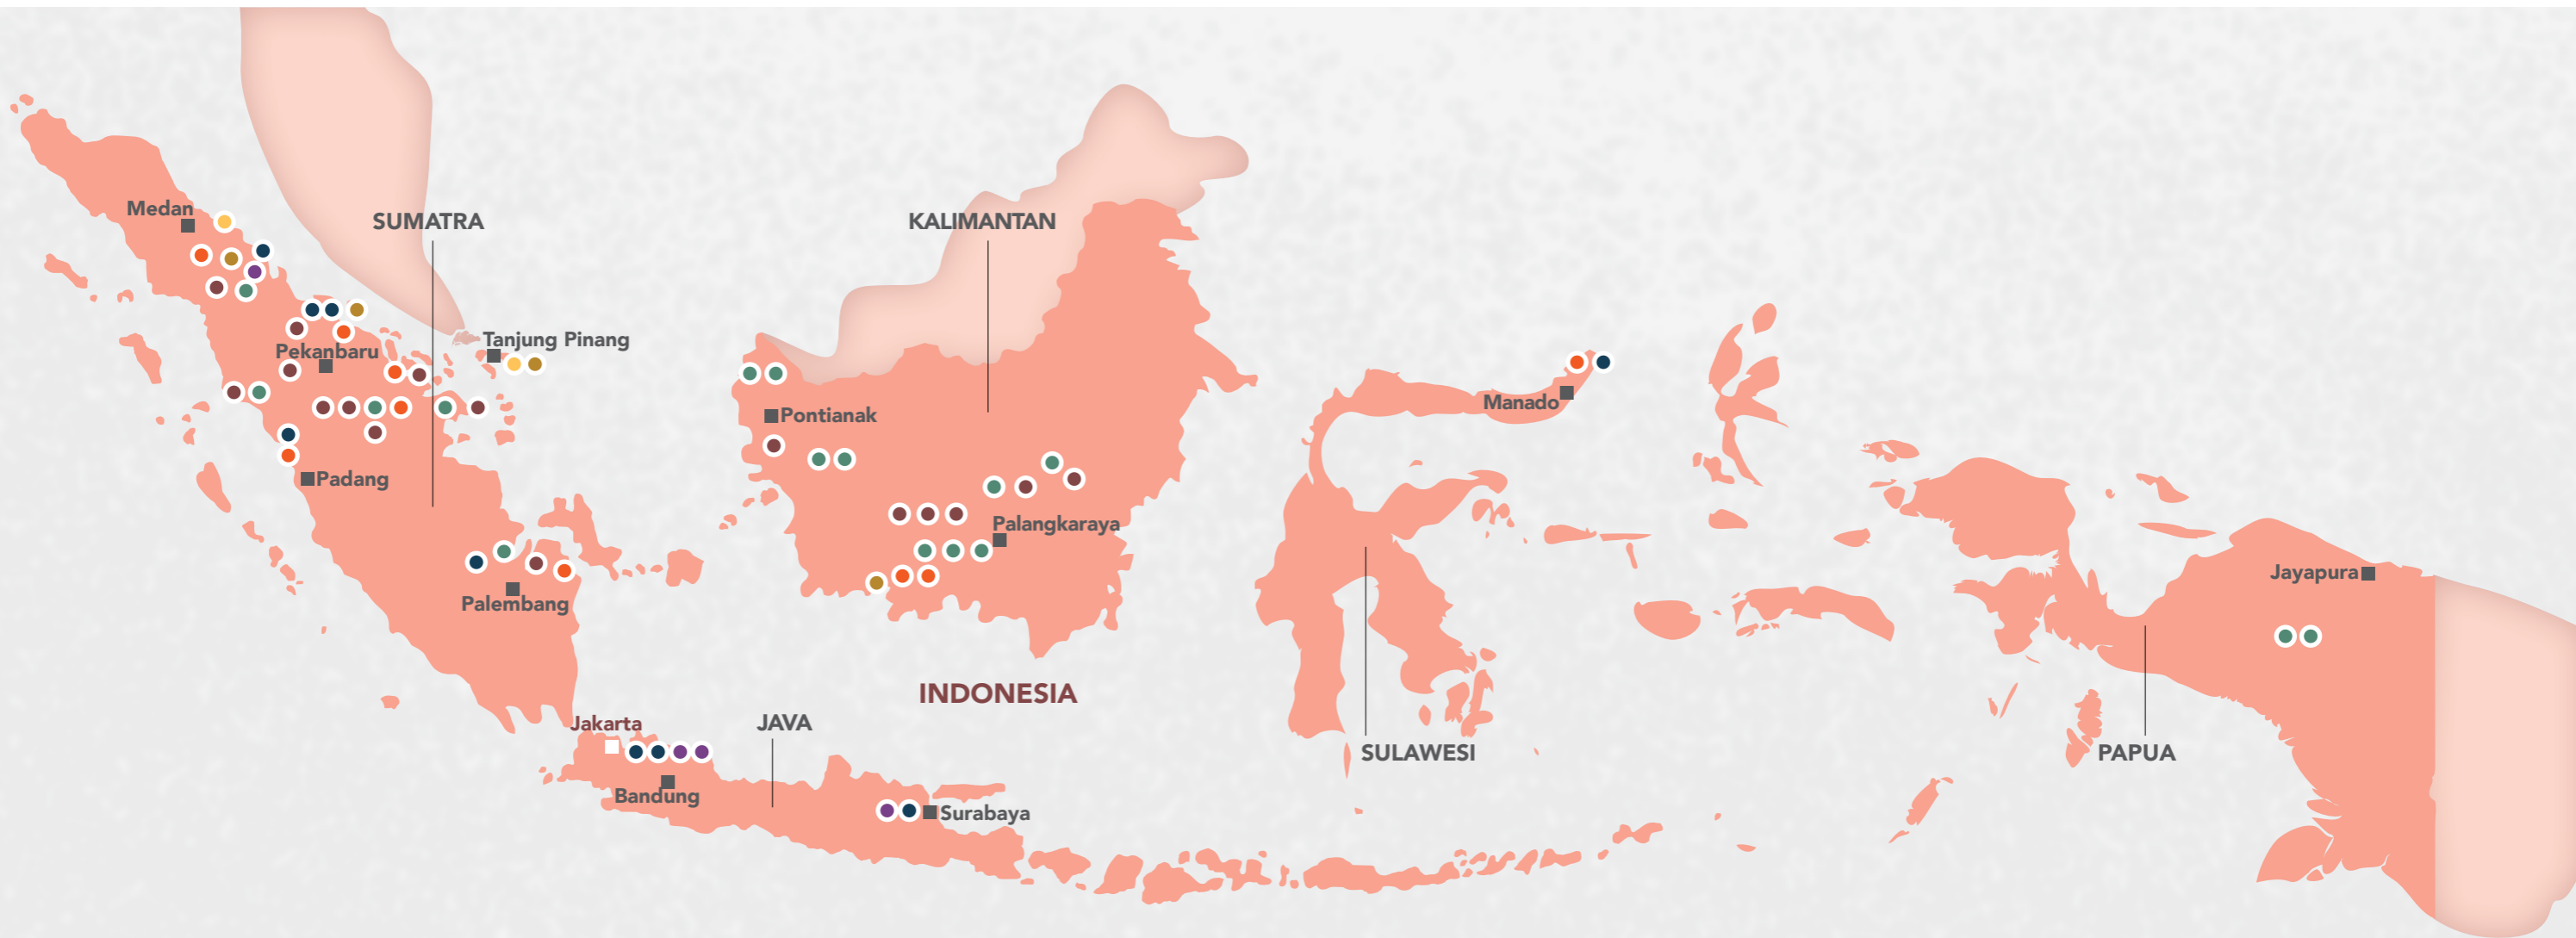 Medan
SUMATRA
KALIMANTAN
Tanjung Pinang
Pekanbaru
Manado
Pontianak
Padang
Palangkaraya
Jayapura
Palembang
INDONESIA
Jakarta
JAVA
SULAWESI
PAPUA
Bandung
Surabaya